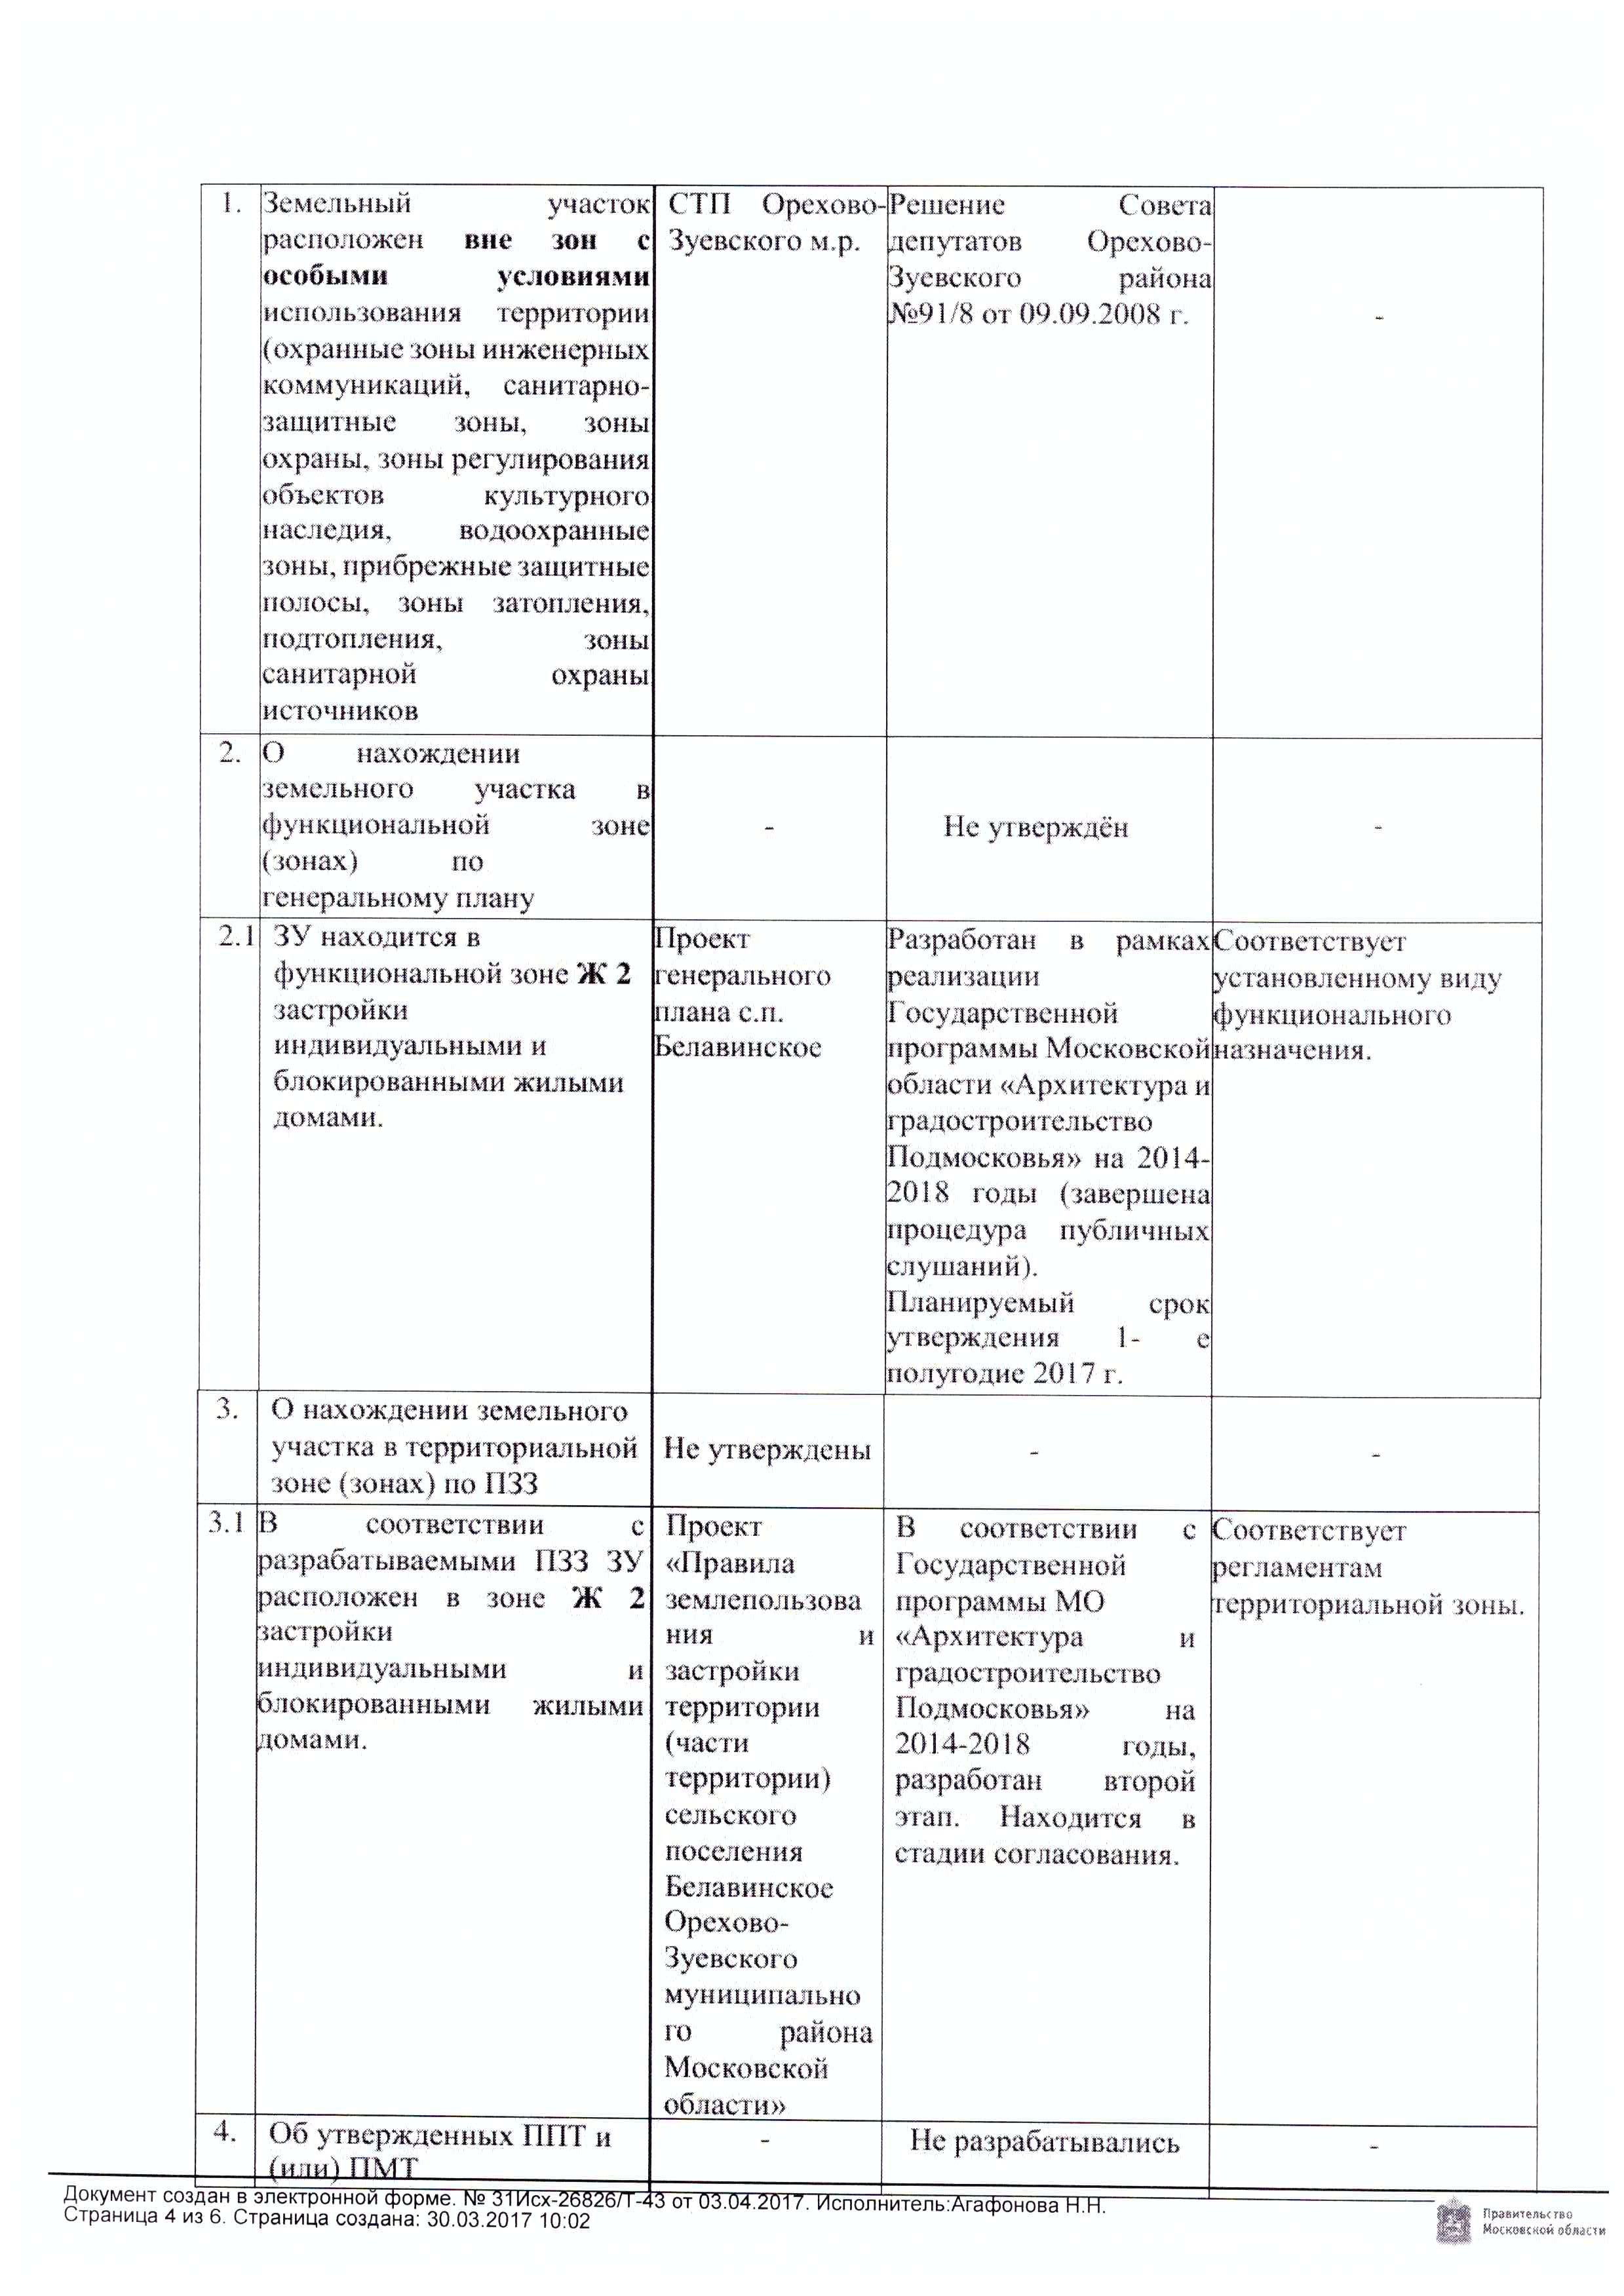 1.
Земельный участок
расположен вне зон с
особыми условиями
использования территории
(охранные зоны инженерных
коммуникаций, санитарно-
защитные зоны, зоны
охраны, зоны регулирования
объектов культурного
наследия, водоохранные
зоны, прибрежные защитные
полосы, зоны затопления,
подтопления, зоны
санитарной охраны
источников
СТП Орехово-
Зуевского м.р.
Решение Совета
депутатов Орехово-
Зуевского района
№91/8 от 09.09.2008 г.
-
2.
О нахождении
земельного участка в
функциональной зоне
(зонах) по
генеральному плану
-
Не утверждён
-
2.1
ЗУ находится в
функциональной зоне Ж 2
застройки
индивидуальными и
блокированными жилыми
домами.
Проект
генерального
плана с.п.
Белавинское
Разработан в рамках
реализации
Государственной
программы Московской
области «Архитектура и
градостроительство
Подмосковья» на 2014-
2018 годы (завершена
процедура публичных
слушаний).
Планируемый срок
утверждения 1- е
полугодие 2017 г.
Соответствует
установленному виду
функционального
назначения.
3.
О нахождении земельного
участка в территориальной
зоне (зонах) по ПЗЗ
Не утверждены
-
-
3.1
В соответствии с
разрабатываемыми ПЗЗ ЗУ
расположен в зоне Ж 2
застройки
индивидуальными и
блокированными жилыми
домами.
Проект
«Правила
землепользова
ния и
застройки
территории
(части
территории)
сельского
поселения
Белавинское
Орехово-
Зуевского
муниципально
го района
Московской
области»
В соответствии с
Государственной
программы МО
«Архитектура и
градостроительство
Подмосковья» на
2014-2018 годы,
разработан второй
этап. Находится в
стадии согласования.
Соответствует
регламентам
территориальной зоны.
4.
Об утвержденных ППТ и
(или) ПМТ
-
Не разрабатывались
-
Документ создан в электронной форме. № 31Исх-26826/Т-43 от 03.04.2017. Исполнитель:Агафонова Н.Н.
Страница 4 из 6. Страница создана: 30.03.2017 10:02
Правительство
Московской области